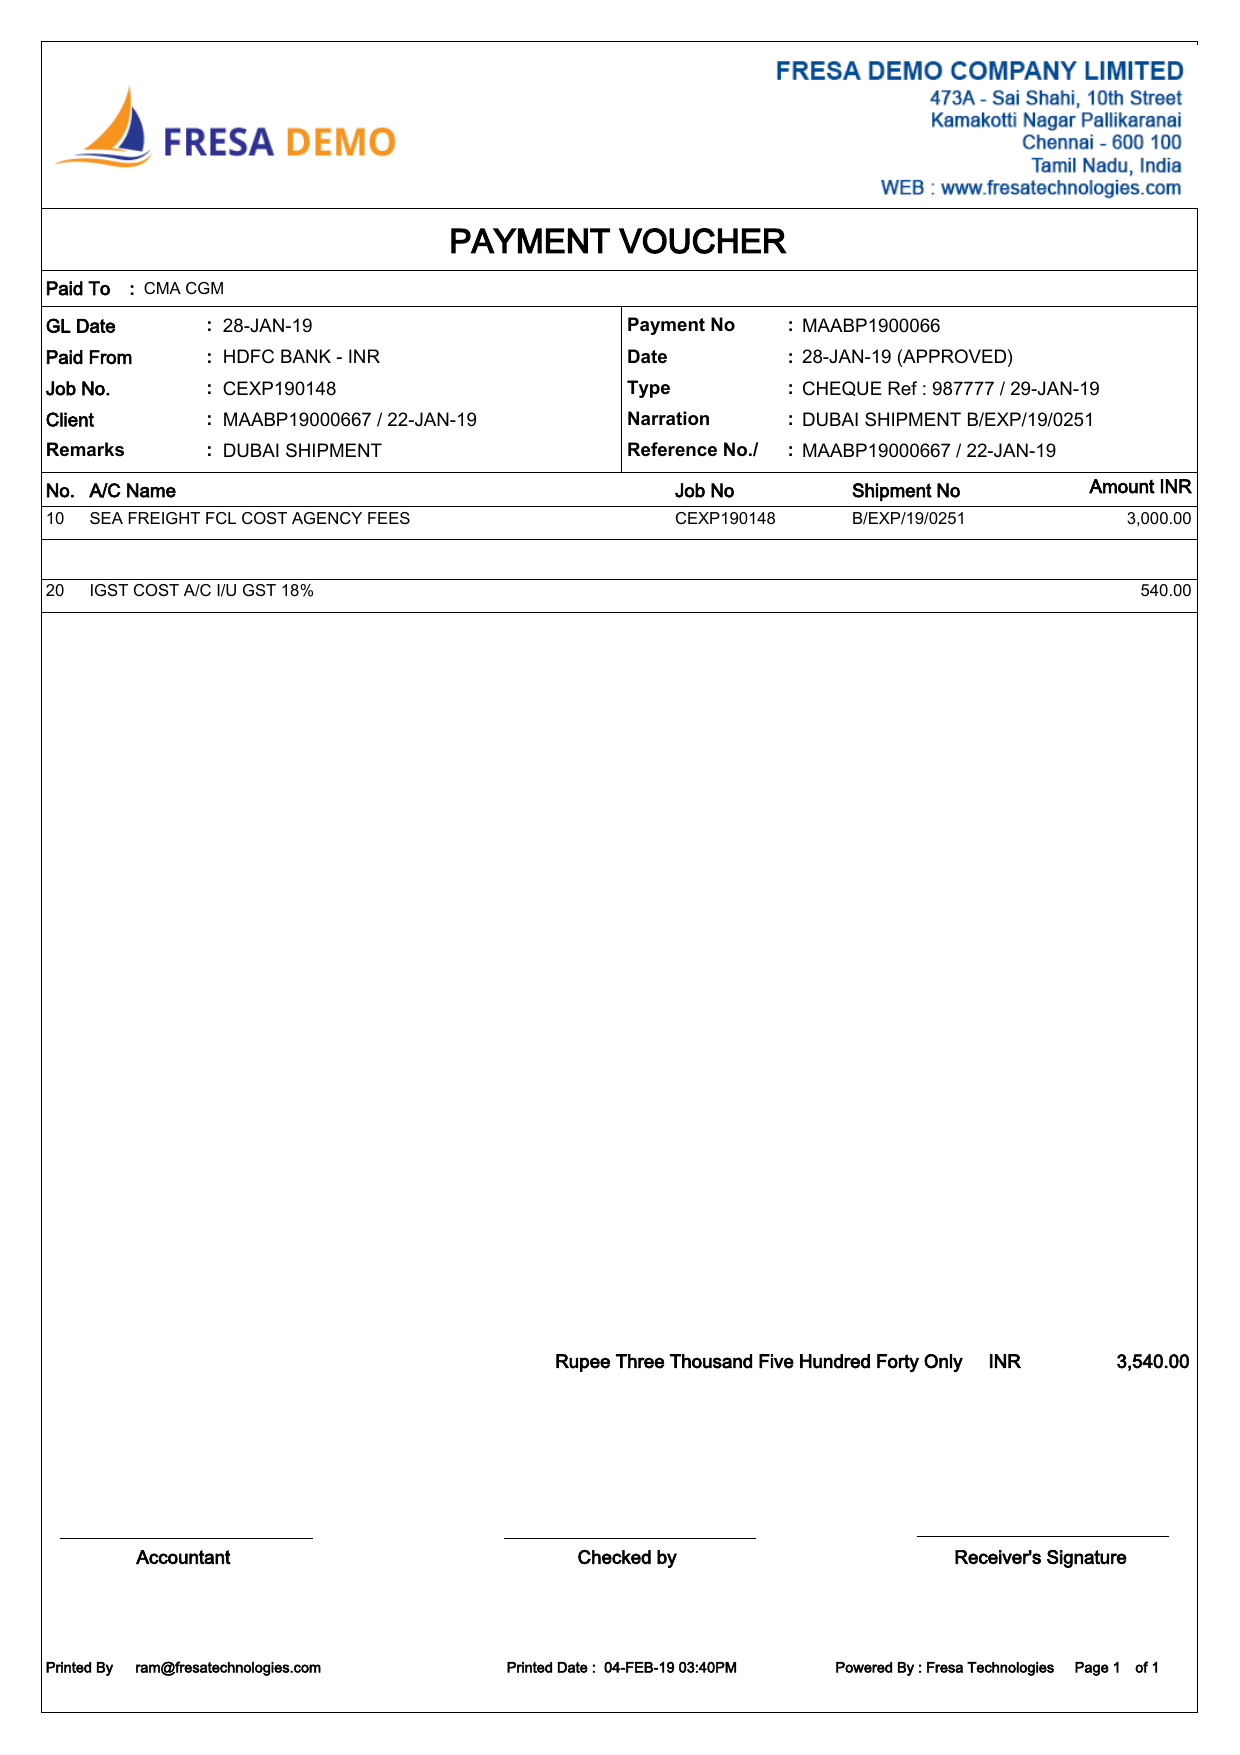 FRESA DEMO
FRESA DEMO COMPANY LIMITED
473A - Sai Shahi, 10th Street
Kamakotti Nagar Pallikaranai
Chennai - 600 100
Tamil Nadu, India
WEB : www.fresatechnologies.com
PAYMENT VOUCHER
Paid To : CMA CGM
GL Date : 28-JAN-19
Paid From : HDFC BANK - INR
Job No. : CEXP190148
Client : MAABP19000667 / 22-JAN-19
Remarks : DUBAI SHIPMENT
Payment No : MAABP1900066
Date : 28-JAN-19 (APPROVED)
Type : CHEQUE Ref : 987777 / 29-JAN-19
Narration : DUBAI SHIPMENT B/EXP/19/0251
Reference No./ : MAABP19000667 / 22-JAN-19
No. A/C Name Job No Shipment No Amount INR
10 SEA FREIGHT FCL COST AGENCY FEES CEXP190148 B/EXP/19/0251 3,000.00
20 IGST COST A/C I/U GST 18% 540.00
Rupee Three Thousand Five Hundred Forty Only INR 3,540.00
Accountant Checked by Receiver's Signature
Printed By ram@fresatechnologies.com Printed Date : 04-FEB-19 03:40PM Powered By : Fresa Technologies Page 1 of 1